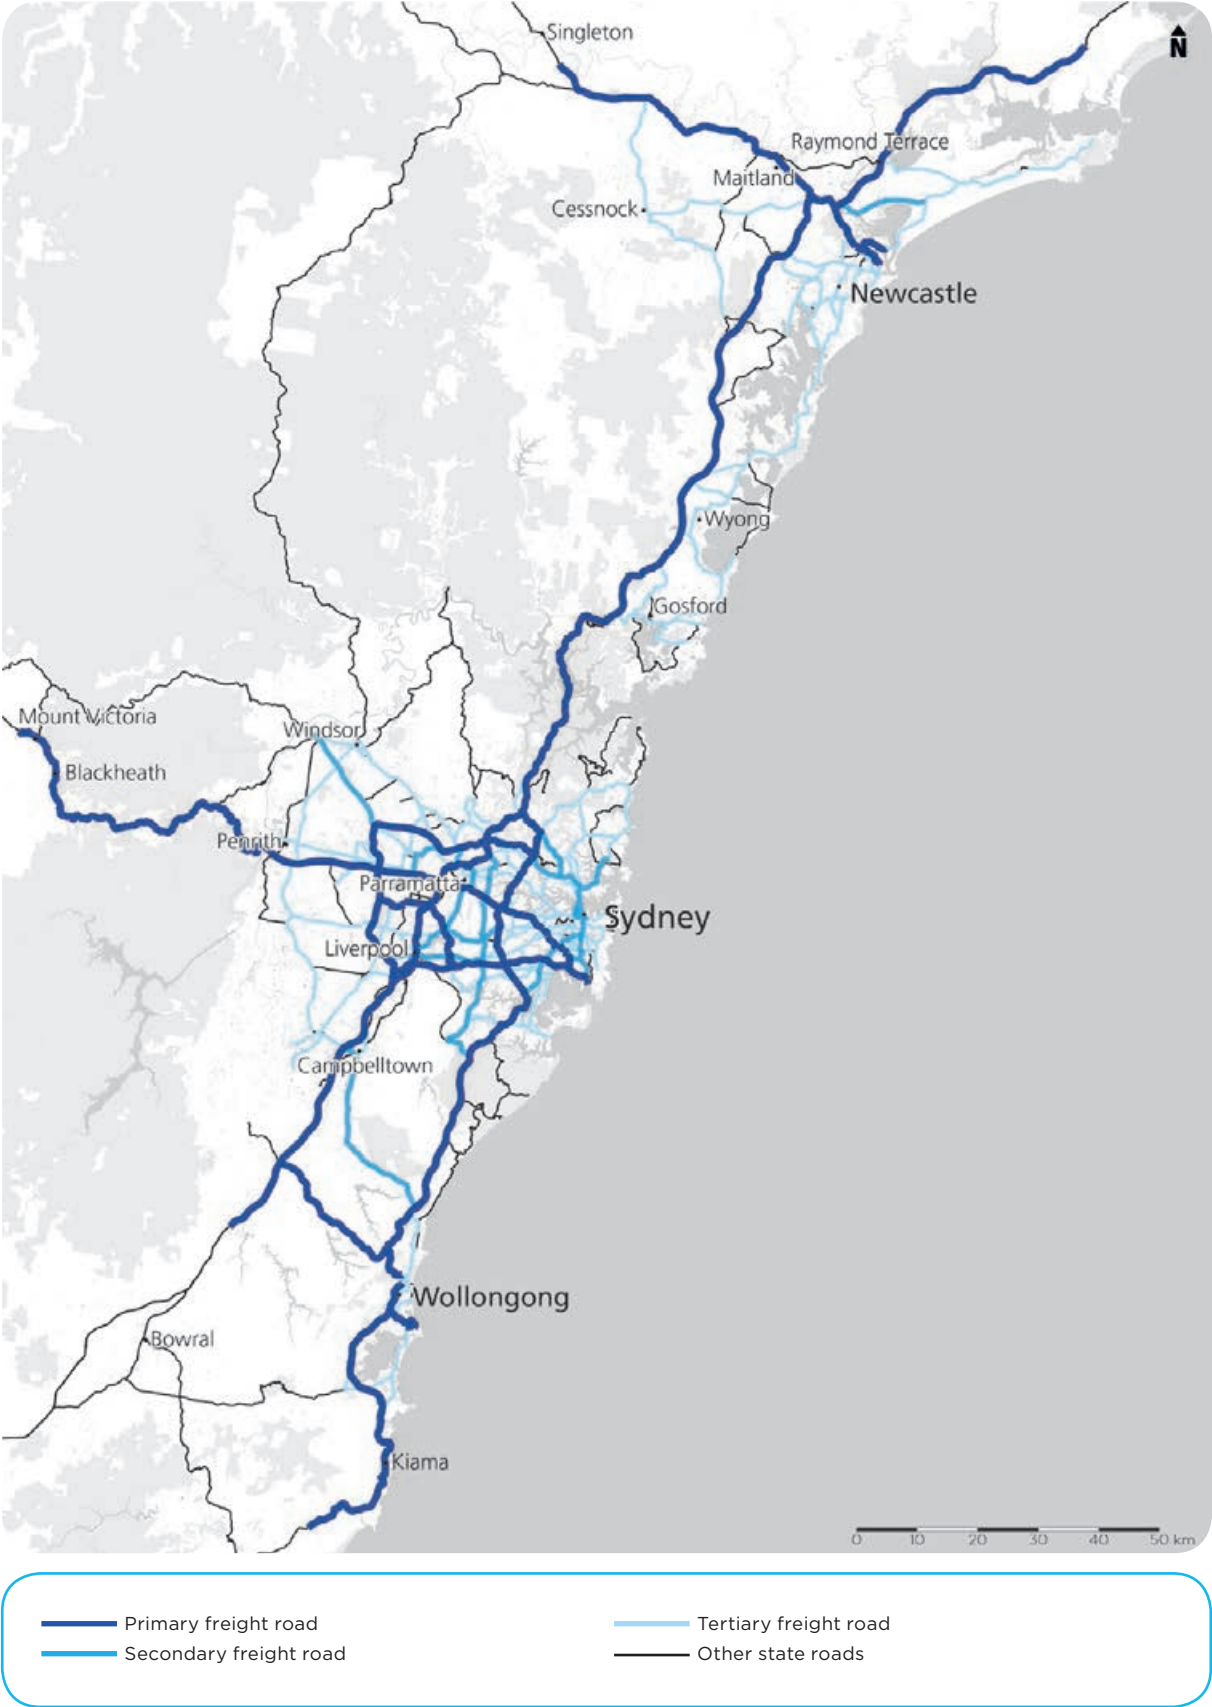 Singleton
N
Raymond Terrace
Maitland
Cessnock
Newcastle
Wyong
Gosford
Mount Victoria
Windsor
Blackheath
Penrith
Parramatta
Sydney
Liverpool
Campbelltown
Wollongong
Bowral
Kiama
0 10 20 30 40 50 km
Primary freight road
Secondary freight road
Tertiary freight road
Other state roads